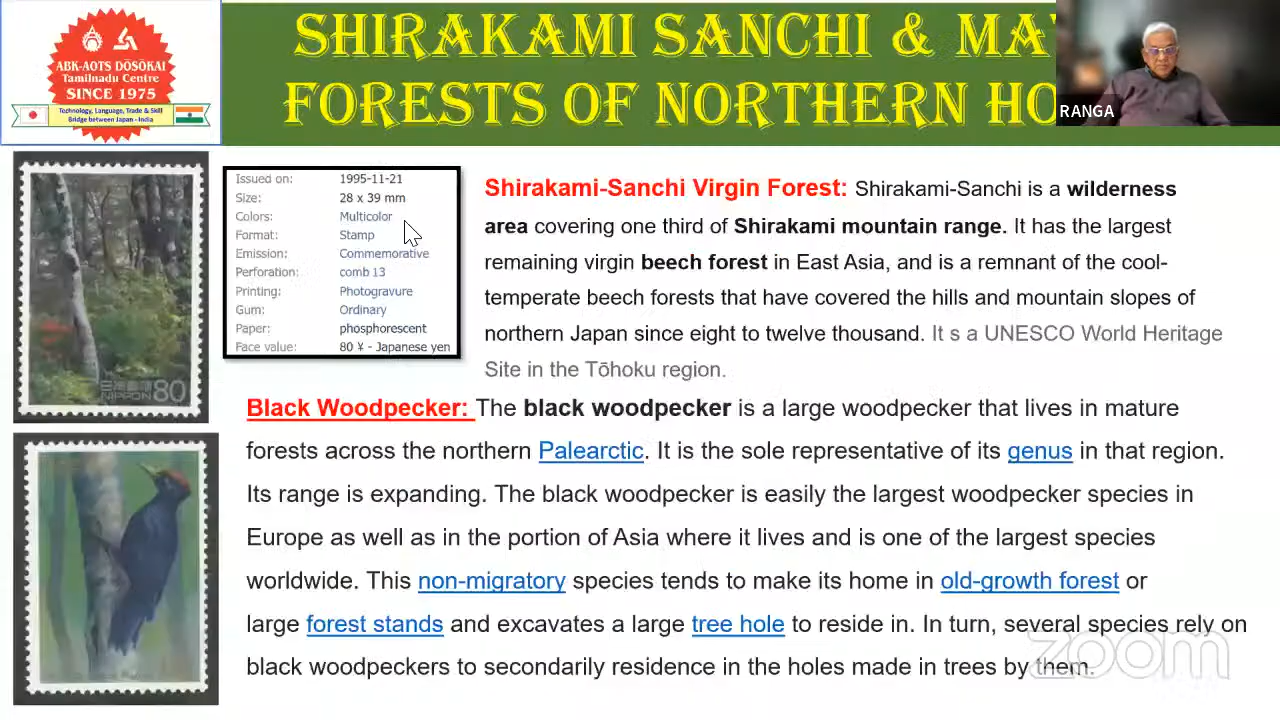 ABK-AOTS DŌSŌKAI
Tamilnadu Centre
SINCE 1975
Technology, Language, Trade & Skill
Bridge between Japan - India
SHIRAKAMI SANCHI & MA
FORESTS OF NORTHERN HO
RANGA
Issued on: 1995-11-21
Size: 28 x 39 mm
Colors: Multicolor
Format: Stamp
Emission: Commemorative
Perforation: comb 13
Printing: Photogravure
Gum: Ordinary
Paper: phosphorescent
Face value: 80 ¥ - Japanese yen
日本郵便
NIPPON 80
Shirakami-Sanchi Virgin Forest: Shirakami-Sanchi is a wilderness
area covering one third of Shirakami mountain range. It has the largest
remaining virgin beech forest in East Asia, and is a remnant of the cool-
temperate beech forests that have covered the hills and mountain slopes of
northern Japan since eight to twelve thousand. It s a UNESCO World Heritage
Site in the Tōhoku region.
Black Woodpecker: The black woodpecker is a large woodpecker that lives in mature
forests across the northern Palearctic. It is the sole representative of its genus in that region.
Its range is expanding. The black woodpecker is easily the largest woodpecker species in
Europe as well as in the portion of Asia where it lives and is one of the largest species
worldwide. This non-migratory species tends to make its home in old-growth forest or
large forest stands and excavates a large tree hole to reside in. In turn, several species rely on
black woodpeckers to secondarily residence in the holes made in trees by them.
zoom